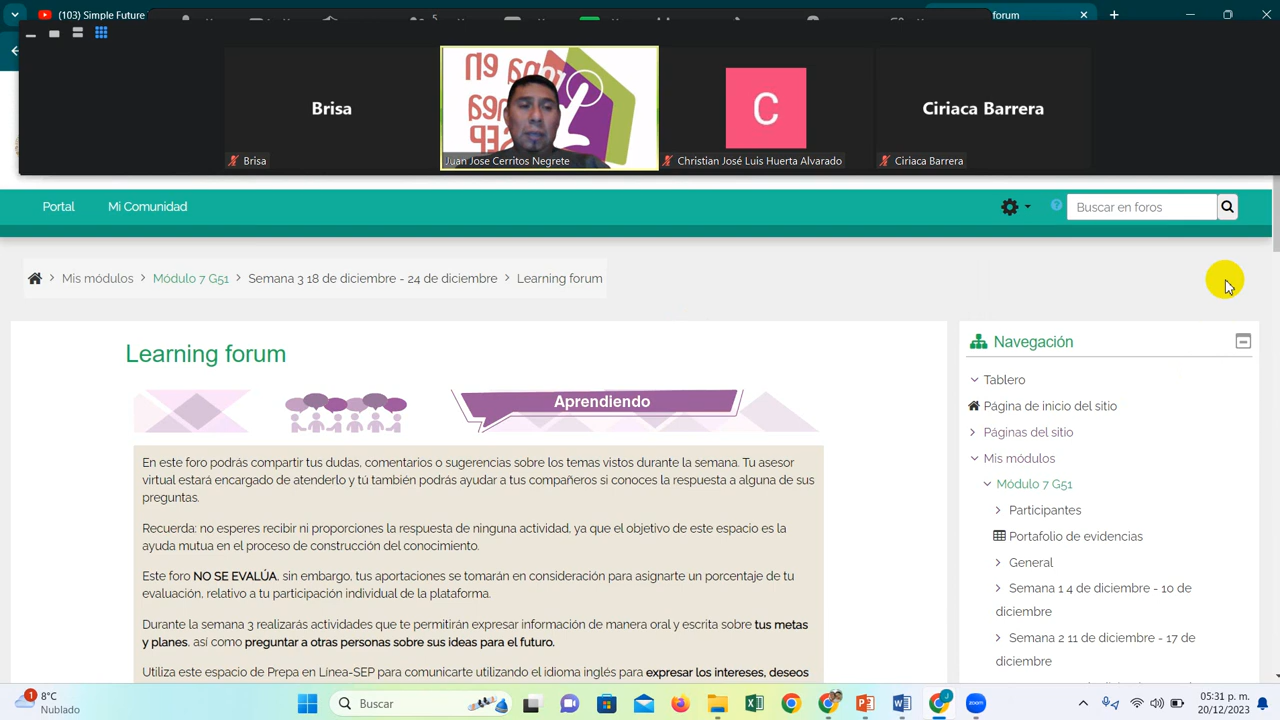 (103) Simple Future
forum
Brisa
Ciriaca Barrera
C
Brisa
Juan Jose Cerritos Negrete
Christian José Luis Huerta Alvarado
Ciriaca Barrera
Portal
Mi Comunidad
Buscar en foros
Mis módulos
Módulo 7 G51
Semana 3 18 de diciembre - 24 de diciembre
Learning forum
Learning forum
Aprendiendo
En este foro podrás compartir tus dudas, comentarios o sugerencias sobre los temas vistos durante la semana. Tu asesor
virtual estará encargado de atenderlo y tú también podrás ayudar a tus compañeros si conoces la respuesta a alguna de sus
preguntas.
Recuerda: no esperes recibir ni proporciones la respuesta de ninguna actividad, ya que el objetivo de este espacio es la
ayuda mutua en el proceso de construcción del conocimiento.
Este foro NO SE EVALÚA, sin embargo, tus aportaciones se tomarán en consideración para asignarte un porcentaje de tu
evaluación, relativo a tu participación individual de la plataforma.
Durante la semana 3 realizarás actividades que te permitirán expresar información de manera oral y escrita sobre tus metas
y planes, así como preguntar a otras personas sobre sus ideas para el futuro.
Utiliza este espacio de Prepa en Línea-SEP para comunicarte utilizando el idioma inglés para expresar los intereses, deseos
Navegación
Tablero
Página de inicio del sitio
Páginas del sitio
Mis módulos
Módulo 7 G51
Participantes
Portafolio de evidencias
General
Semana 1 4 de diciembre - 10 de
diciembre
Semana 2 11 de diciembre - 17 de
diciembre
8°C
Nublado
Buscar
05:31 p. m.
20/12/2023